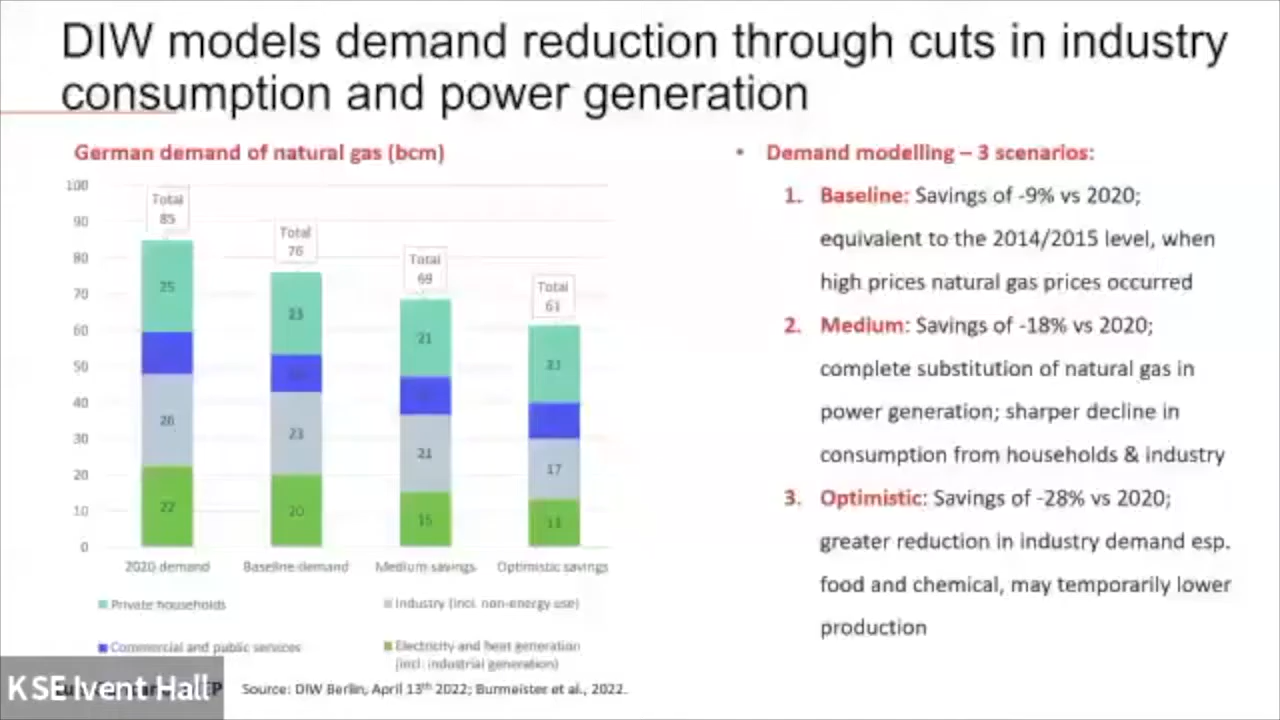 DIW models demand reduction through cuts in industry
consumption and power generation
German demand of natural gas (bcm)
100
90
80
70
60
50
40
30
20
10
0
Total
85
25
26
22
Total
76
23
23
20
Total
69
21
21
15
Total
61
21
17
13
2020 demand
Baseline demand
Medium savings
Optimistic savings
Private households
Industry (incl. non-energy use)
Commercial and public services
Electricity and heat generation
(incl. industrial generation)
• Demand modelling – 3 scenarios:
1. Baseline: Savings of -9% vs 2020;
equivalent to the 2014/2015 level, when
high prices natural gas prices occurred
2. Medium: Savings of -18% vs 2020;
complete substitution of natural gas in
power generation; sharper decline in
consumption from households & industry
3. Optimistic: Savings of -28% vs 2020;
greater reduction in industry demand esp.
food and chemical, may temporarily lower
production
KSE Ivent Hall
Source: DIW Berlin, April 13th 2022; Burmeister et al., 2022.